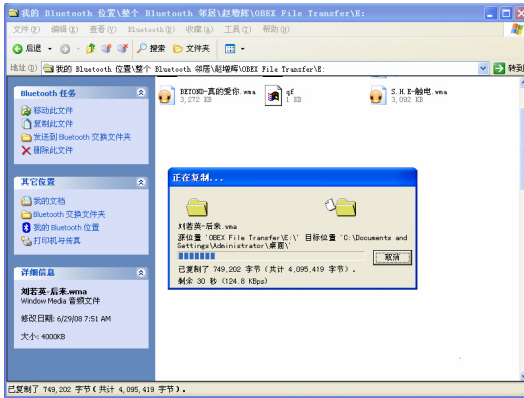 我的 Bluetooth 位置\整个 Bluetooth 邻居\赵增辉\OBEX File Transfer\E:
文件(F) 编辑(E) 查看(V) Bluetooth(B) 收藏(A) 工具(T) 帮助(H)
后退 搜索 文件夹
地址(D) 我的 Bluetooth 位置\整个 Bluetooth 邻居\赵增辉\OBEX File Transfer\E: 转到
Bluetooth 任务
移动此文件
复制此文件
发送到 Bluetooth 交换文件夹
删除此文件
其它位置
我的文档
Bluetooth 交换文件夹
我的 Bluetooth 位置
打印机与传真
详细信息
刘若英-后来.wma
Window Media 音频文件
修改日期: 6/29/08 7:51 AM
大小: 4000KB
BEYOND-真的爱你.wma
3,272 KB
qf
1 KB
S.H.E-触电.wma
3,092 KB
正在复制...
刘若英-后来.wma
源位置 'OBEX File Transfer\E:\' 目标位置 'C:\Documents and
Settings\Administrator\桌面\'
取消
已复制了 749,202 字节 (共计 4,095,419 字节).
剩余 30 秒 (124.8 KBps)
已复制了 749,202 字节(共计 4,095,419 字节).